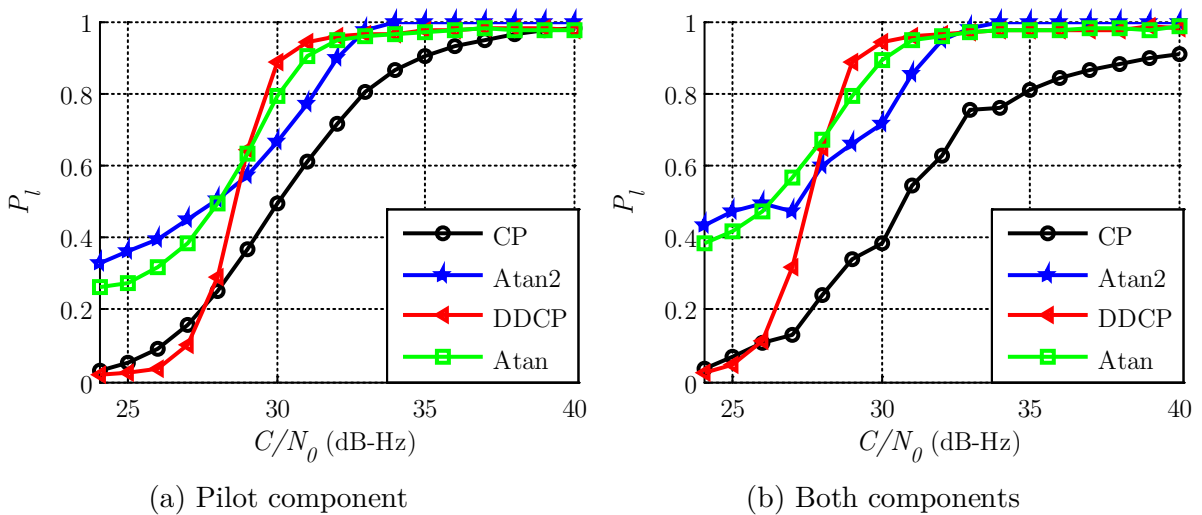 1
0.8
0.6
0.4
0.2
0
P_l
25 30 35 40
C/N_0 (dB-Hz)
CP
Atan2
DDCP
Atan
(a) Pilot component
1
0.8
0.6
0.4
0.2
0
P_l
25 30 35 40
C/N_0 (dB-Hz)
CP
Atan2
DDCP
Atan
(b) Both components